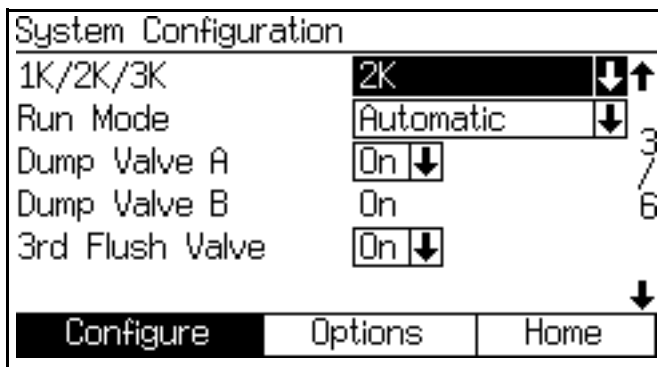 System Configuration
1K/2K/3K 2K
Run Mode Automatic
Dump Valve A On
Dump Valve B On
3rd Flush Valve On
3/6
Configure Options Home